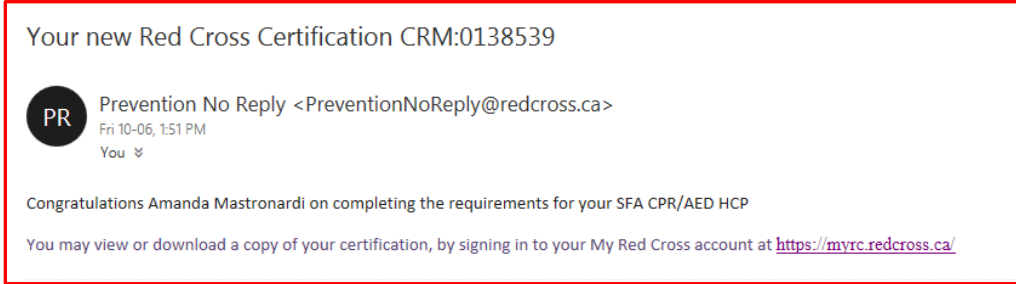 Your new Red Cross Certification CRM:0138539
PR
Prevention No Reply <PreventionNoReply@redcross.ca>
Fri 10-06, 1:51 PM
You
Congratulations Amanda Mastronardi on completing the requirements for your SFA CPR/AED HCP
You may view or download a copy of your certification, by signing in to your My Red Cross account at https://myrc.redcross.ca/